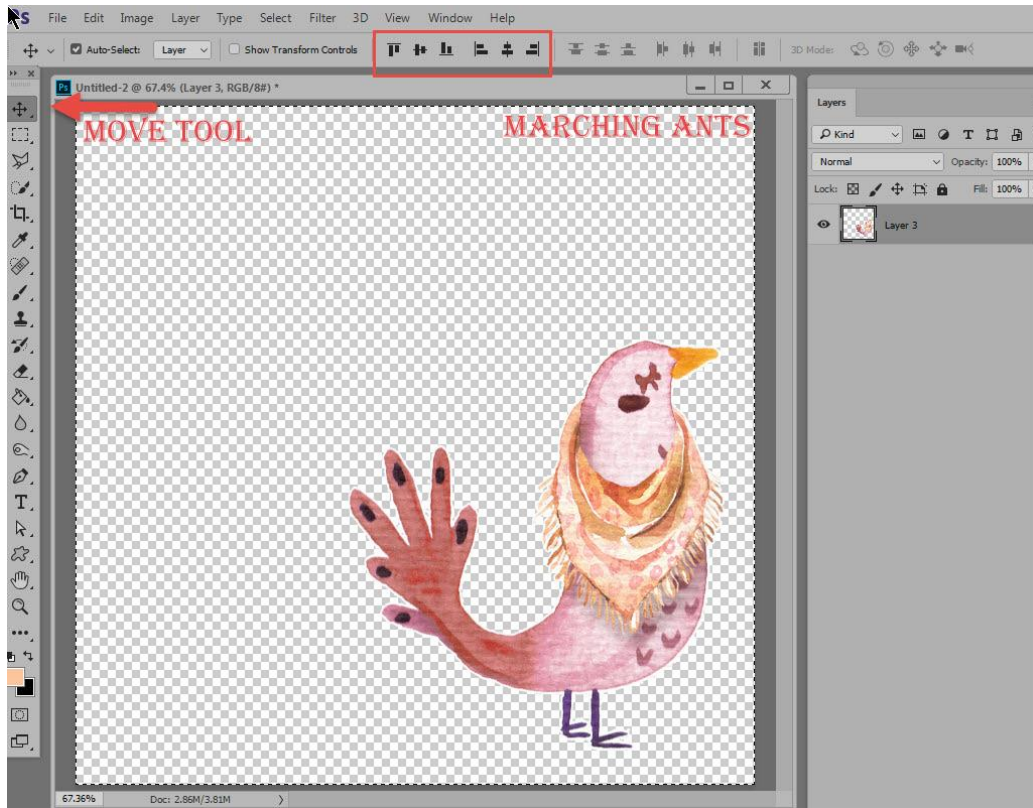 Ps File Edit Image Layer Type Select Filter 3D View Window Help
Auto-Select: Layer Show Transform Controls 3D Mode:
Ps Untitled-2 @ 67.4% (Layer 3, RGB/8#) *
MOVE TOOL
MARCHING ANTS
Layers
Kind
Normal Opacity: 100%
Lock: Fill: 100%
Layer 3
67.36% Doc: 2.86M/3.81M